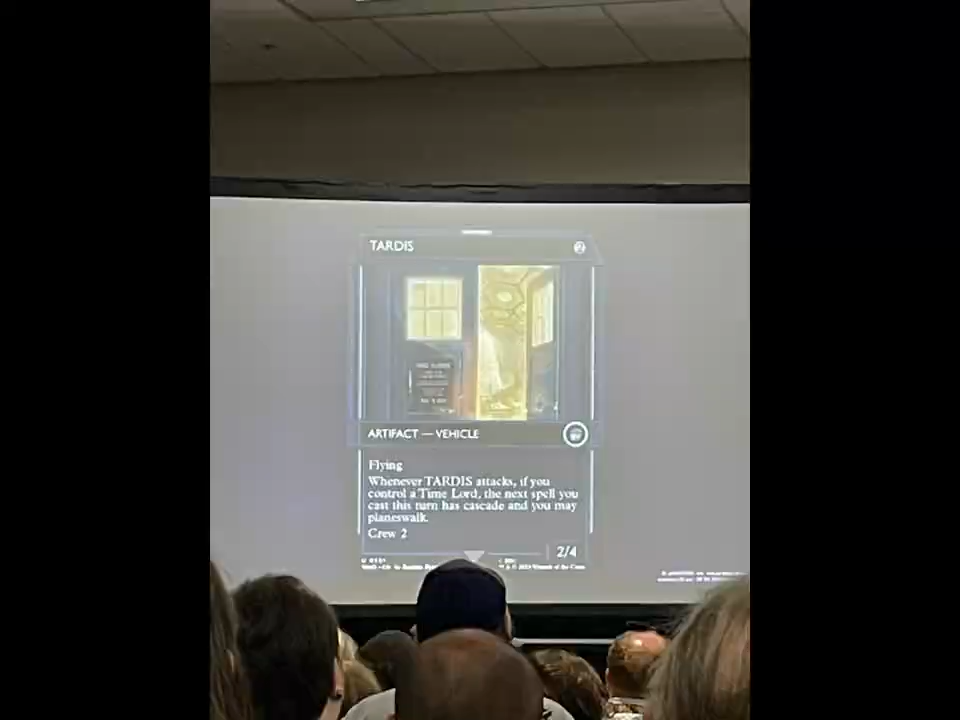 TARDIS
2
ARTIFACT — VEHICLE
Flying
Whenever TARDIS attacks, if you
control a Time Lord, the next spell you
cast this turn has cascade and you may
planeswalk.
Crew 2
2/4